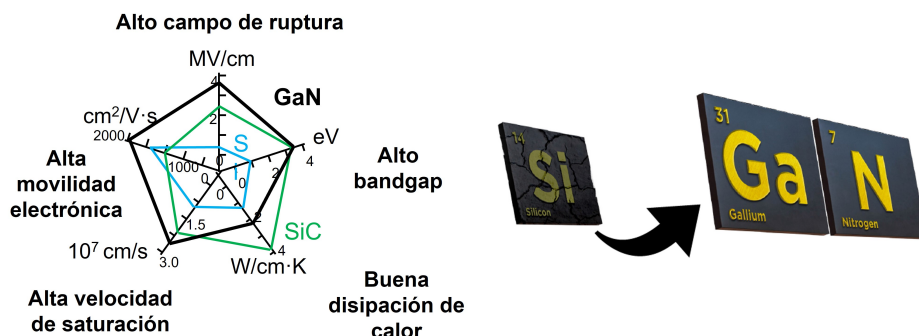 Alto campo de ruptura
MV/cm
4
2
0
GaN
eV
4
2
0
cm²/V·s
2000
1000
0
S
i
Alto
bandgap
Alta
movilidad
electrónica
10⁷ cm/s
3.0
1.5
0
SiC
2
4
0
W/cm·K
Alta velocidad
de saturación
Buena
disipación de
calor
14
Si
Silicon
31
Ga
Gallium
7
N
Nitrogen